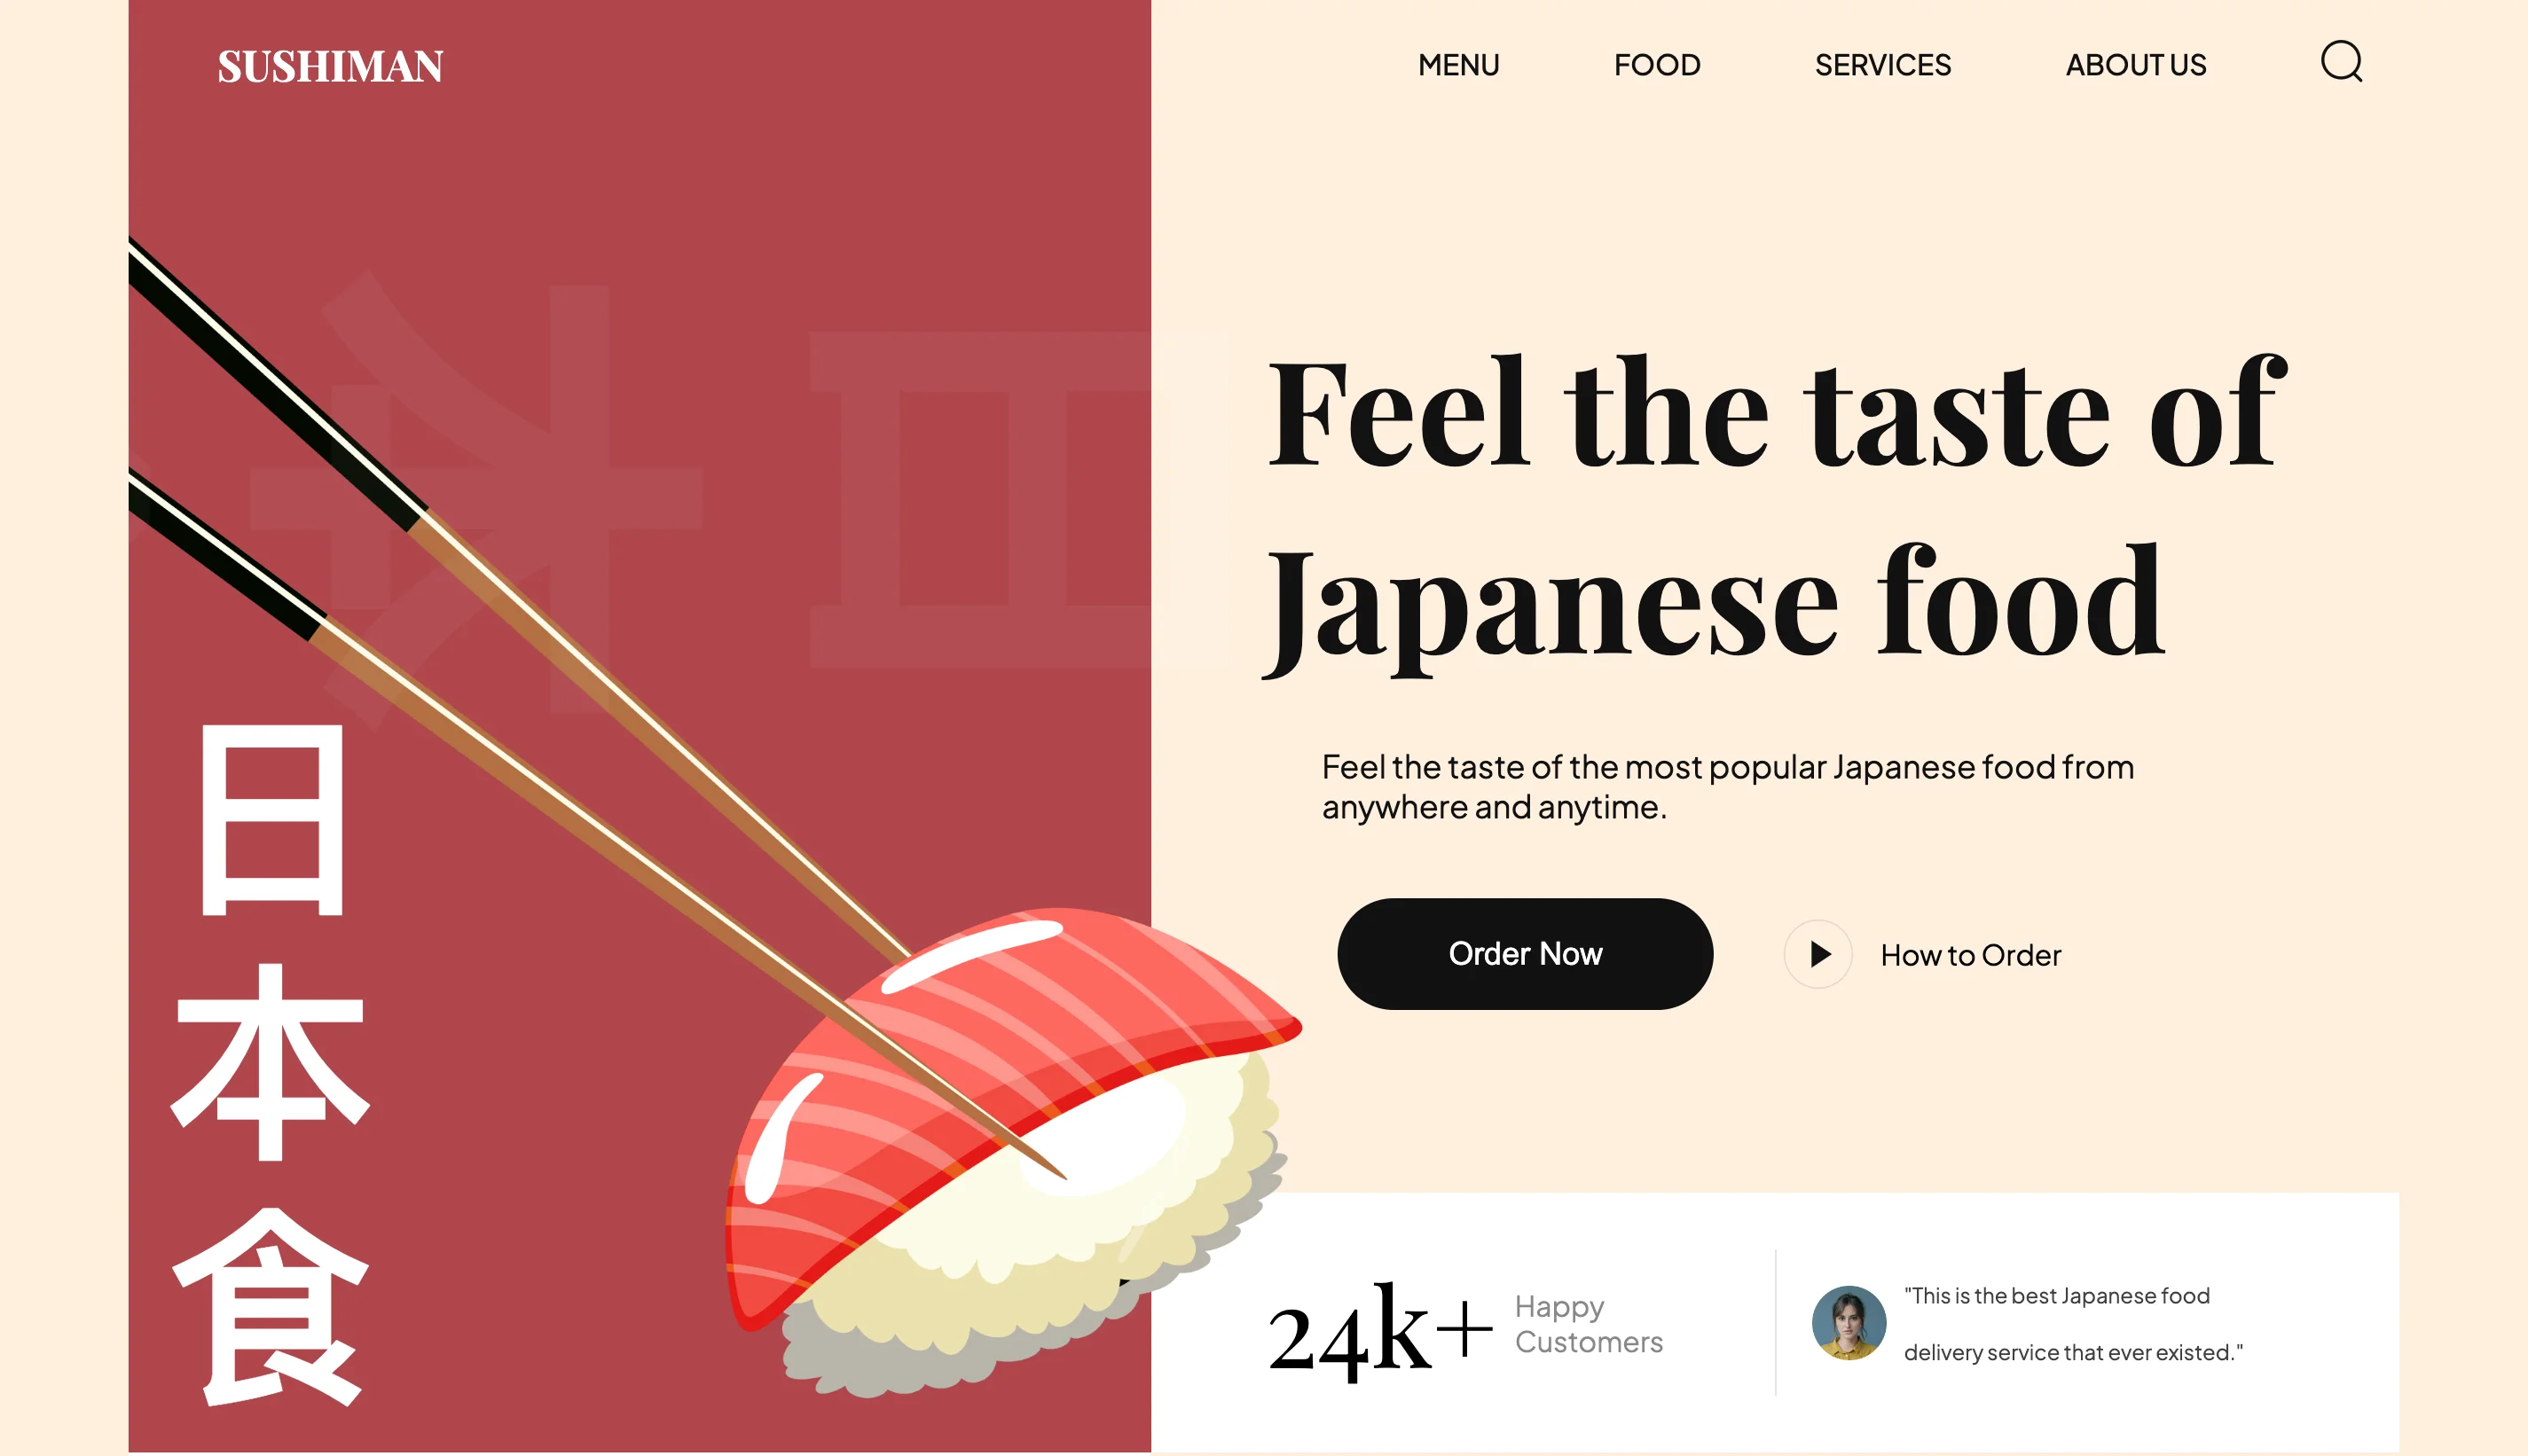 SUSHIMAN
MENU
FOOD
SERVICES
ABOUT US
Feel the taste of
Japanese food
Feel the taste of the most popular Japanese food from
anywhere and anytime.
Order Now
How to Order
日
本
食
24k+
Happy
Customers
"This is the best Japanese food
delivery service that ever existed."